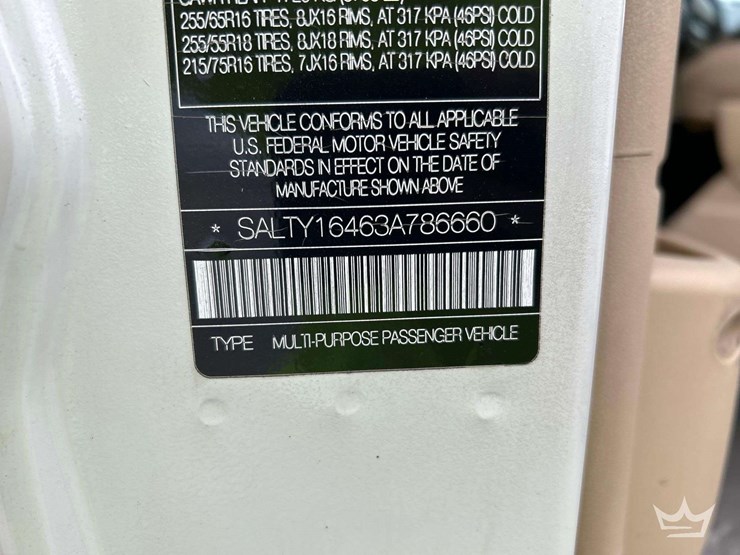 255/65R16 TIRES, 8JX16 RIMS, AT 317 KPA (46PSI) COLD
255/55R18 TIRES, 8JX18 RIMS, AT 317 KPA (46PSI) COLD
215/75R16 TIRES, 7JX16 RIMS, AT 317 KPA (46PSI) COLD
THIS VEHICLE CONFORMS TO ALL APPLICABLE
U.S. FEDERAL MOTOR VEHICLE SAFETY
STANDARDS IN EFFECT ON THE DATE OF
MANUFACTURE SHOWN ABOVE
* SALTY16463A786660 *
TYPE MULTI-PURPOSE PASSENGER VEHICLE